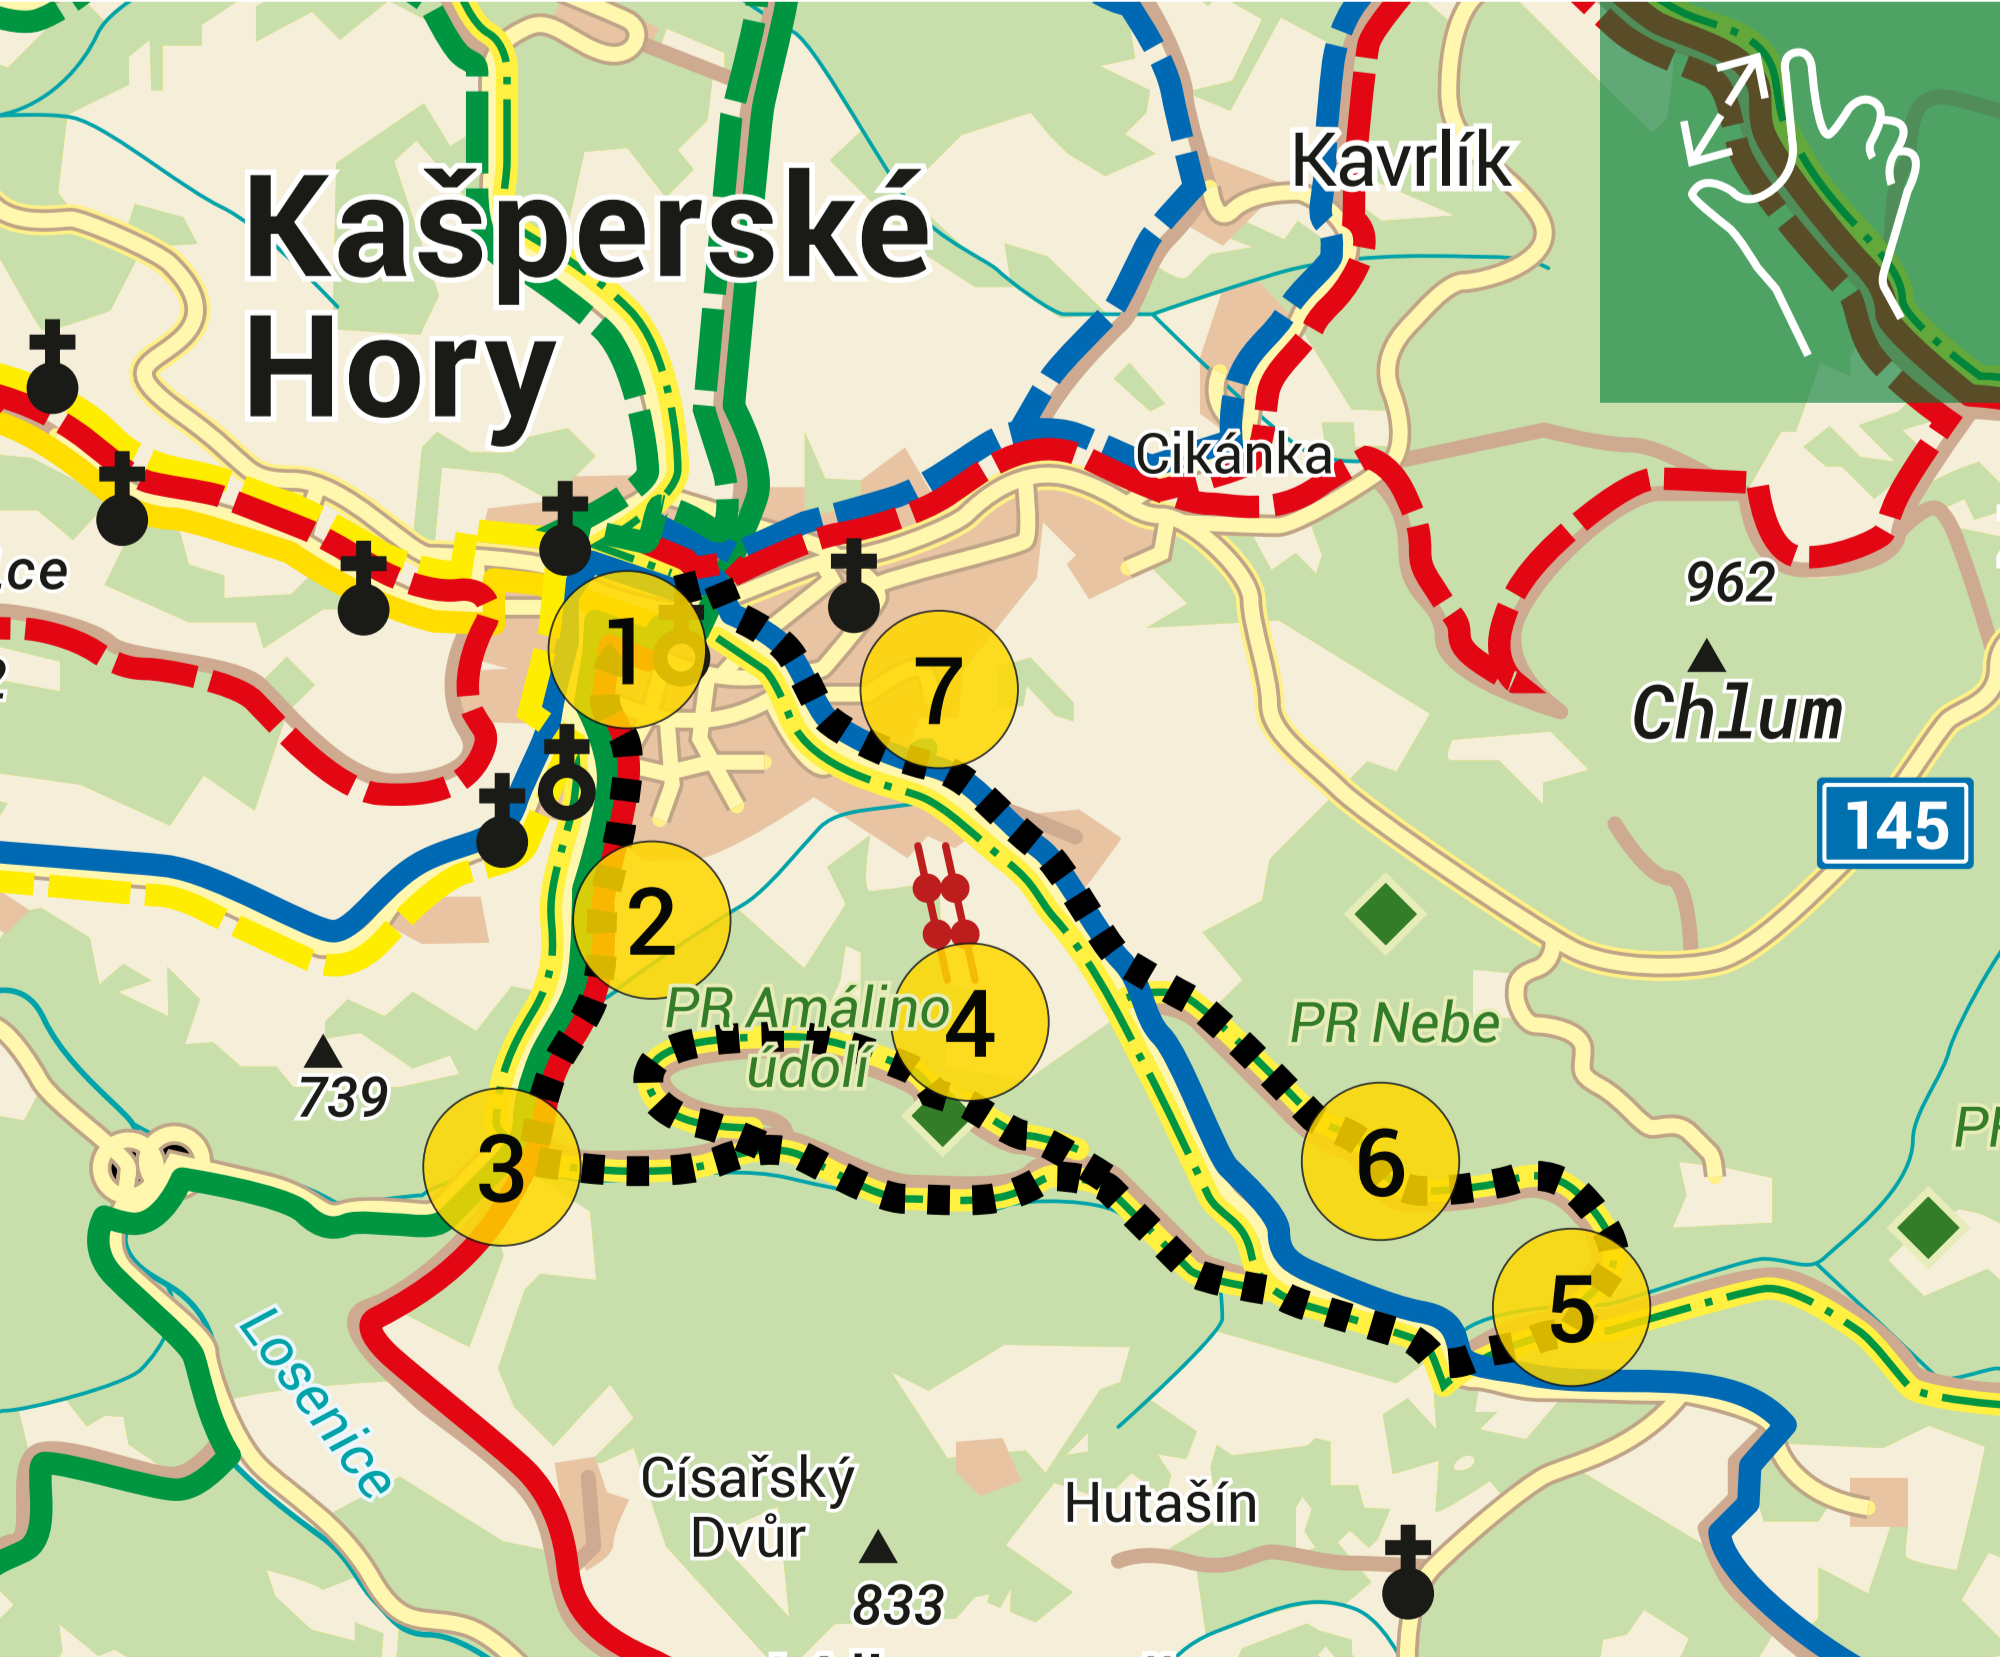 Kavrlík
Kašperské
Hory
Cikánka
ce
962
Chlum
1
7
145
2
PR Amálino
údolí
4
PR Nebe
739
3
6
5
Losenice
Císařský
Dvůr
Hutašín
833